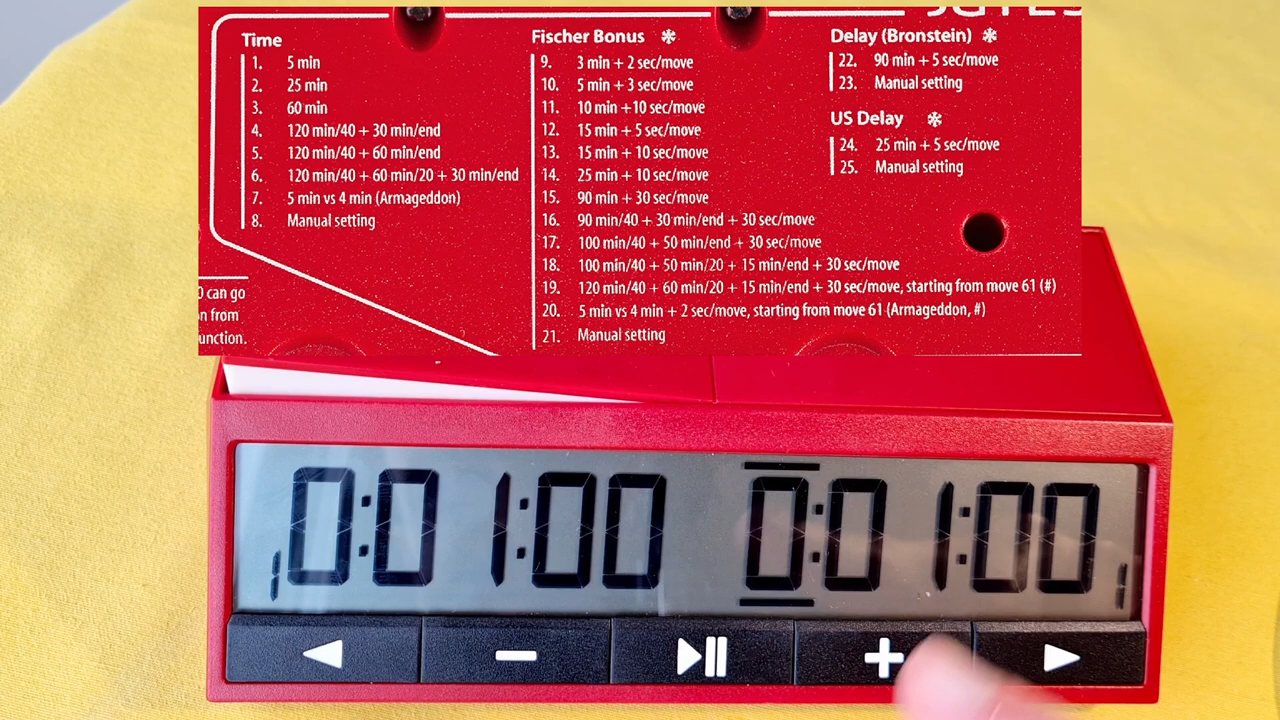 Time
1. 5 min
2. 25 min
3. 60 min
4. 120 min/40 + 30 min/end
5. 120 min/40 + 60 min/end
6. 120 min/40 + 60 min/20 + 30 min/end
7. 5 min vs 4 min (Armageddon)
8. Manual setting
0 can go
n from
unction.
Fischer Bonus ✼
9. 3 min + 2 sec/move
10. 5 min + 3 sec/move
11. 10 min +10 sec/move
12. 15 min + 5 sec/move
13. 15 min + 10 sec/move
14. 25 min + 10 sec/move
15. 90 min + 30 sec/move
16. 90 min/40 + 30 min/end + 30 sec/move
17. 100 min/40 + 50 min/end + 30 sec/move
18. 100 min/40 + 50 min/20 + 15 min/end + 30 sec/move
19. 120 min/40 + 60 min/20 + 15 min/end + 30 sec/move, starting from move 61 (#)
20. 5 min vs 4 min + 2 sec/move, starting from move 61 (Armageddon, #)
21. Manual setting
Delay (Bronstein) ✼
22. 90 min + 5 sec/move
23. Manual setting
US Delay ✼
24. 25 min + 5 sec/move
25. Manual setting
1 0:01:00 0:01:00 1